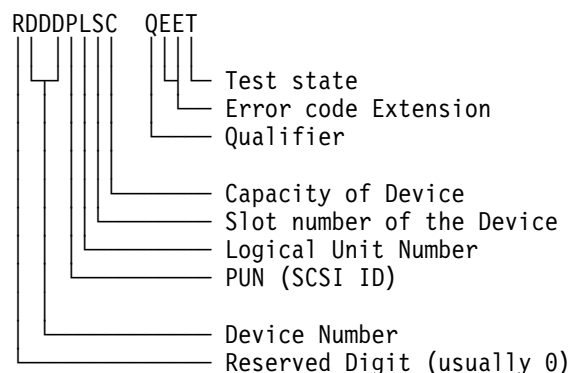 RDDDPLSC QEET
Test state
Error code Extension
Qualifier
Capacity of Device
Slot number of the Device
Logical Unit Number
PUN (SCSI ID)
Device Number
Reserved Digit (usually 0)